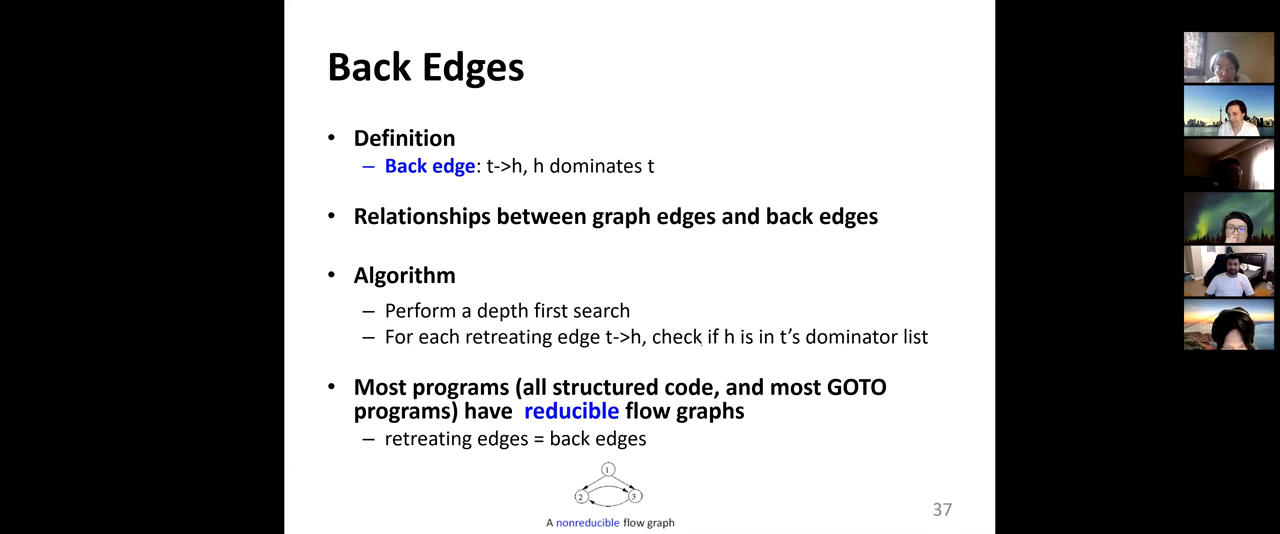 Back Edges
• Definition
– Back edge: t->h, h dominates t
• Relationships between graph edges and back edges
• Algorithm
– Perform a depth first search
– For each retreating edge t->h, check if h is in t’s dominator list
• Most programs (all structured code, and most GOTO
programs) have reducible flow graphs
– retreating edges = back edges
1
2 3
A nonreducible flow graph
37